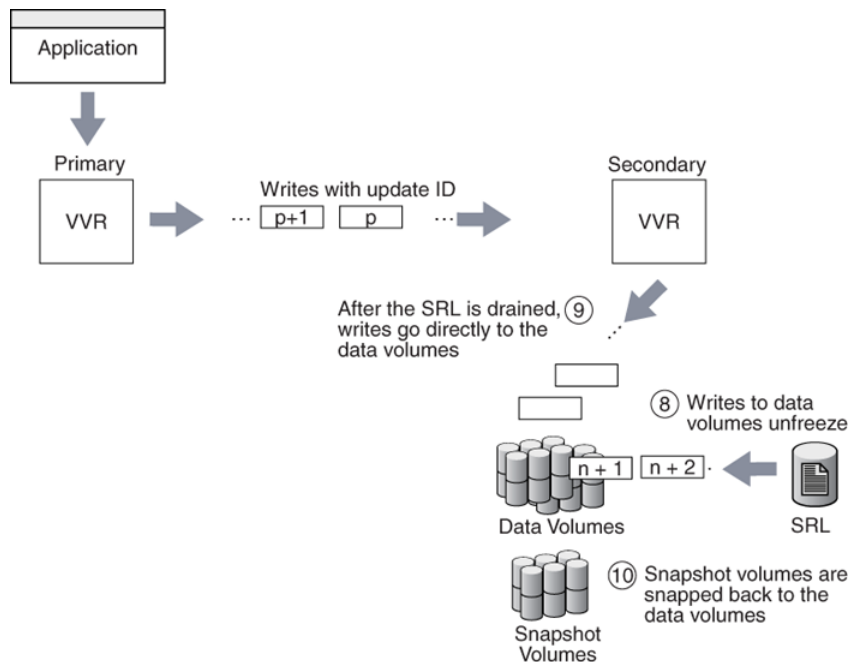 Application
Primary
VVR
Writes with update ID
... p+1 p ...
Secondary
VVR
After the SRL is drained, 9
writes go directly to the
data volumes
...
8 Writes to data
volumes unfreeze
n + 1 n + 2 .
Data Volumes
SRL
10 Snapshot volumes are
snapped back to the
data volumes
Snapshot
Volumes